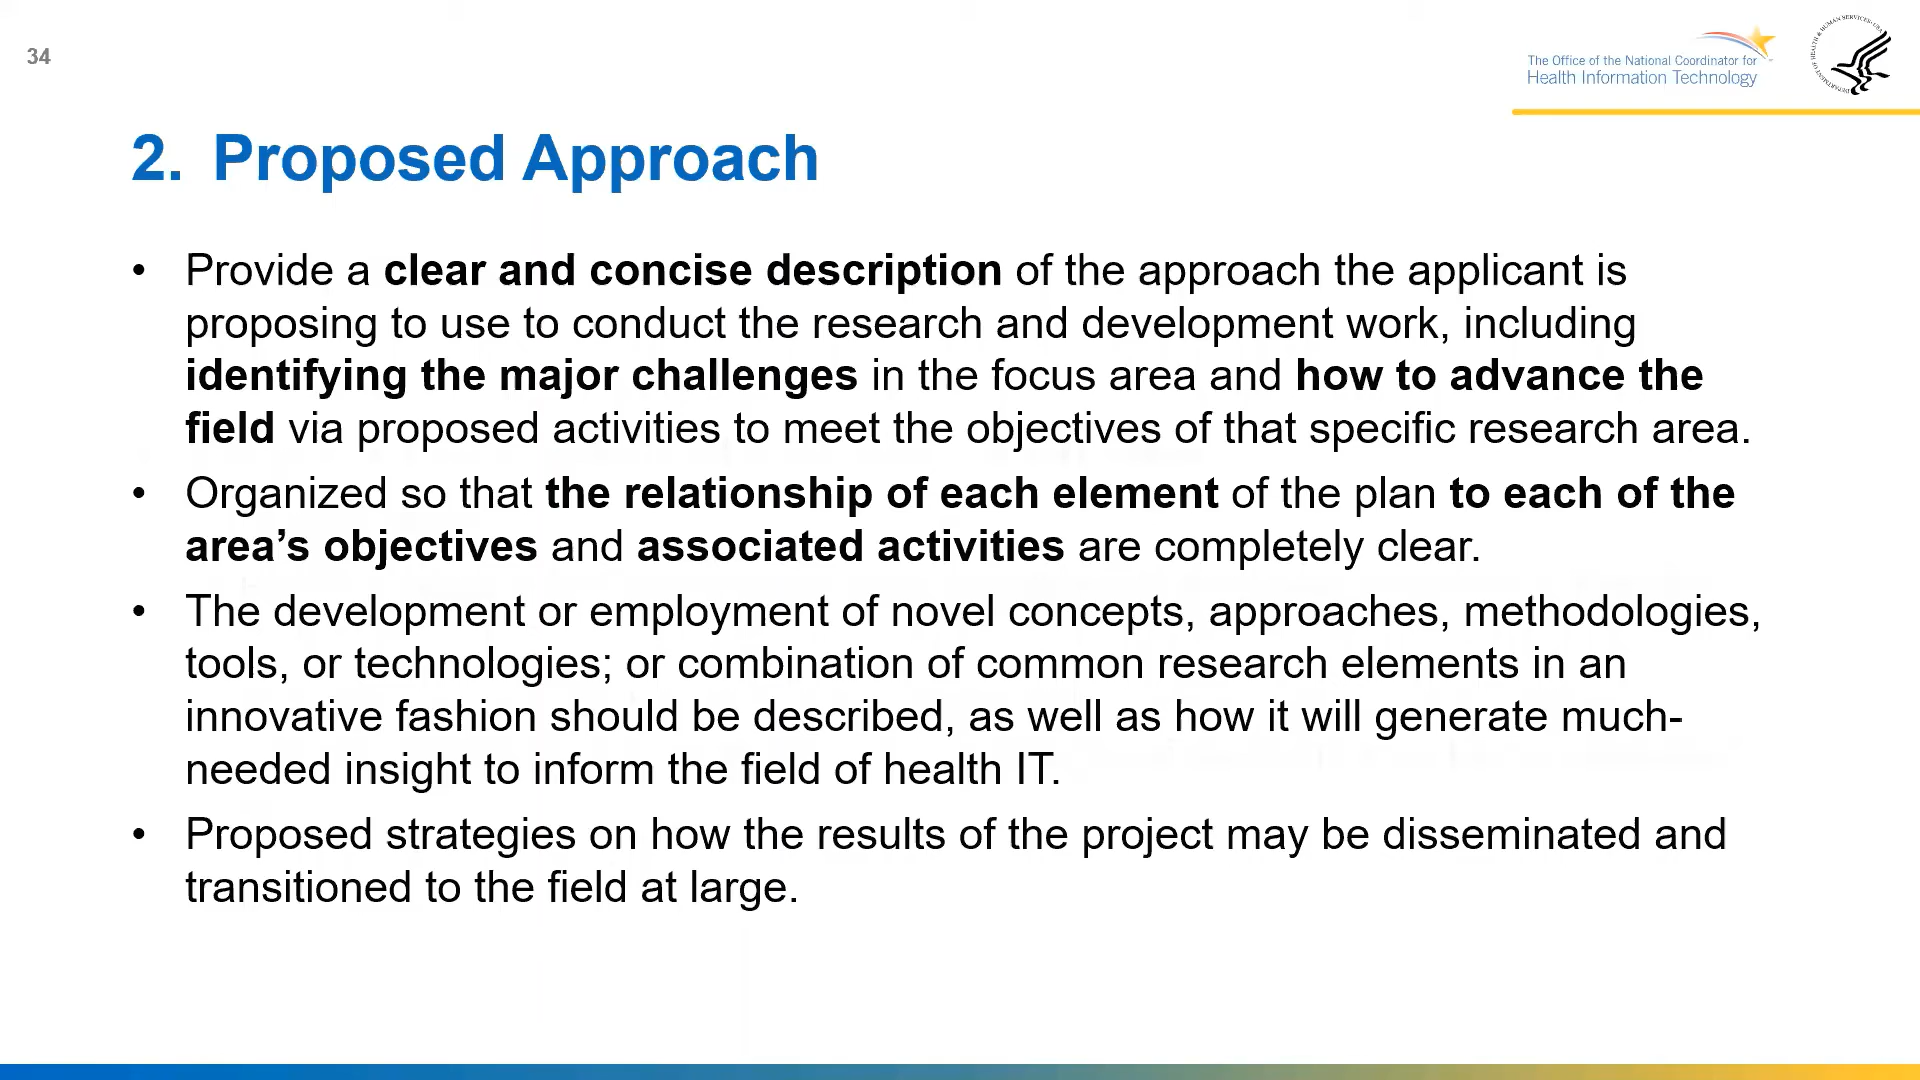 34
The Office of the National Coordinator for
Health Information Technology
DEPARTMENT OF HEALTH & HUMAN SERVICES · USA
2. Proposed Approach
• Provide a clear and concise description of the approach the applicant is
proposing to use to conduct the research and development work, including
identifying the major challenges in the focus area and how to advance the
field via proposed activities to meet the objectives of that specific research area.
• Organized so that the relationship of each element of the plan to each of the
area’s objectives and associated activities are completely clear.
• The development or employment of novel concepts, approaches, methodologies,
tools, or technologies; or combination of common research elements in an
innovative fashion should be described, as well as how it will generate much-
needed insight to inform the field of health IT.
• Proposed strategies on how the results of the project may be disseminated and
transitioned to the field at large.